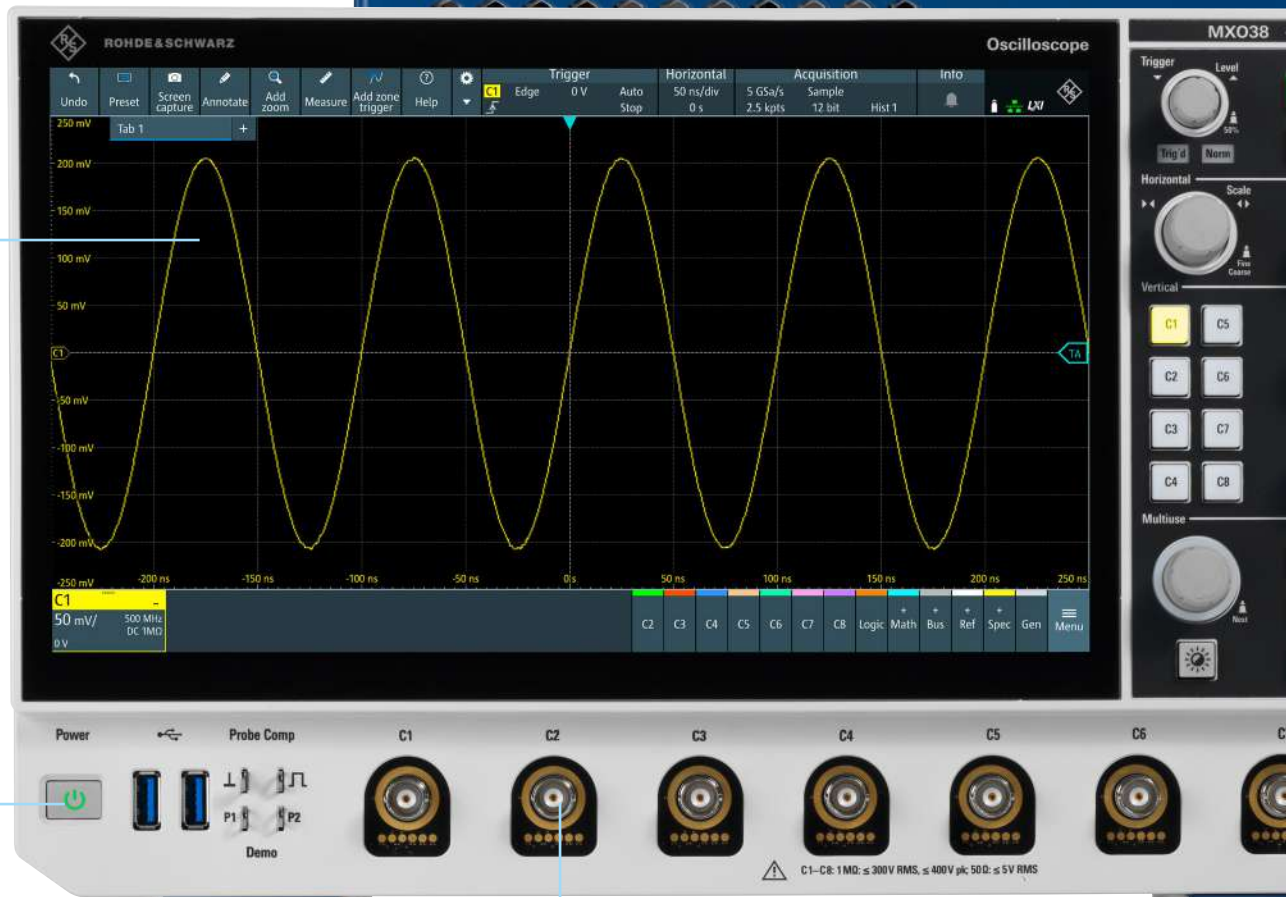 R&S ROHDE&SCHWARZ
Oscilloscope
MXO38
Undo
Preset
Screen capture
Annotate
Add zoom
Measure
Add zone trigger
Help
Trigger
C1 Edge 0 V Auto
Stop
Horizontal
50 ns/div
0 s
Acquisition
5 GSa/s Sample
2.5 kpts 12 bit Hist 1
Info
LXI
R&S
Tab 1 +
250 mV
200 mV
150 mV
100 mV
50 mV
C1
TA
-50 mV
-100 mV
-150 mV
-200 mV
-250 mV
-200 ns -150 ns -100 ns -50 ns 0 s 50 ns 100 ns 150 ns 200 ns 250 ns
C1
50 mV/ 500 MHz
DC 1MΩ
0 V
C2 C3 C4 C5 C6 C7 C8 Logic Math Bus Ref Spec Gen Menu
Trigger
Level
50%
Trig'd Norm
Horizontal
Scale
Fine
Coarse
Vertical
C1 C5
C2 C6
C3 C7
C4 C8
Multiuse
Next
Power Probe Comp C1 C2 C3 C4 C5 C6
P1 P2
Demo
C1–C8: 1 MΩ: ≤ 300 V RMS, ≤ 400 V pk; 50 Ω: ≤ 5 V RMS